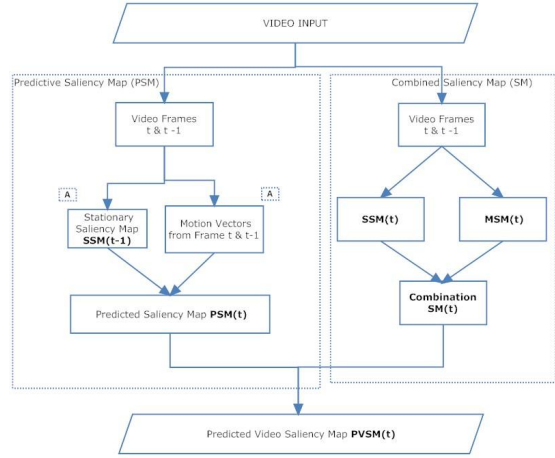 VIDEO INPUT
Predictive Saliency Map (PSM)
Video Frames
t & t -1
A
A
Stationary
Saliency Map
SSM(t-1)
Motion Vectors
from Frame t & t-1
Predicted Saliency Map PSM(t)
Combined Saliency Map (SM)
Video Frames
t & t -1
SSM(t)
MSM(t)
Combination
SM(t)
Predicted Video Saliency Map PVSM(t)